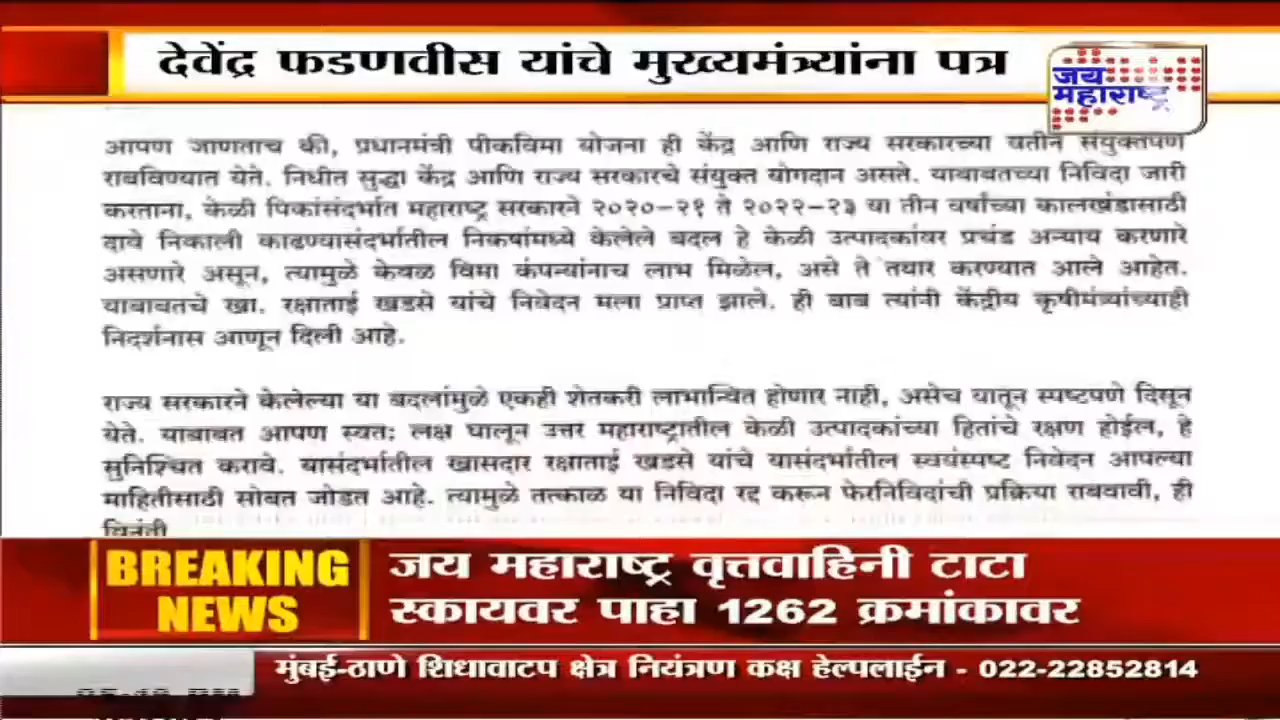 देवेंद्र फडणवीस यांचे मुख्यमंत्र्यांना पत्र
जय
महाराष्ट्र
आपण जाणताच की, प्रधानमंत्री पीकविमा योजना ही केंद्र आणि राज्य सरकारच्या वतीने संयुक्तपणे
राबविण्यात येते. निधीत सुद्धा केंद्र आणि राज्य सरकारचे संयुक्त योगदान असते. याबाबतच्या निविदा जारी
करताना, केळी पिकांसंदर्भात महाराष्ट्र सरकारने २०२०-२१ ते २०२२-२३ या तीन वर्षांच्या कालखंडासाठी
दावे निकाली काढण्यासंदर्भातील निकषांमध्ये केलेले बदल हे केळी उत्पादकांवर प्रचंड अन्याय करणारे
असणारे असून, त्यामुळे केवळ विमा कंपन्यांनाच लाभ मिळेल, असे ते तयार करण्यात आले आहेत.
याबाबतचे खा. रक्षाताई खडसे यांचे निवेदन मला प्राप्त झाले. ही बाब त्यांनी केंद्रीय कृषीमंत्र्यांच्याही
निदर्शनास आणून दिली आहे.
राज्य सरकारने केलेल्या या बदलांमुळे एकही शेतकरी लाभान्वित होणार नाही, असेच यातून स्पष्टपणे दिसून
येते. याबाबत आपण स्वतः लक्ष घालून उत्तर महाराष्ट्रातील केळी उत्पादकांच्या हितांचे रक्षण होईल, हे
सुनिश्चित करावे. यासंदर्भातील खासदार रक्षाताई खडसे यांचे यासंदर्भातील स्वयंस्पष्ट निवेदन आपल्या
माहितीसाठी सोबत जोडत आहे. त्यामुळे तत्काळ या निविदा रद्द करून फेरनिविदांची प्रक्रिया राबवावी, ही
विनंती
BREAKING
NEWS
जय महाराष्ट्र वृत्तवाहिनी टाटा
स्कायवर पाहा 1262 क्रमांकावर
मुंबई-ठाणे शिधावाटप क्षेत्र नियंत्रण कक्ष हेल्पलाईन - 022-22852814